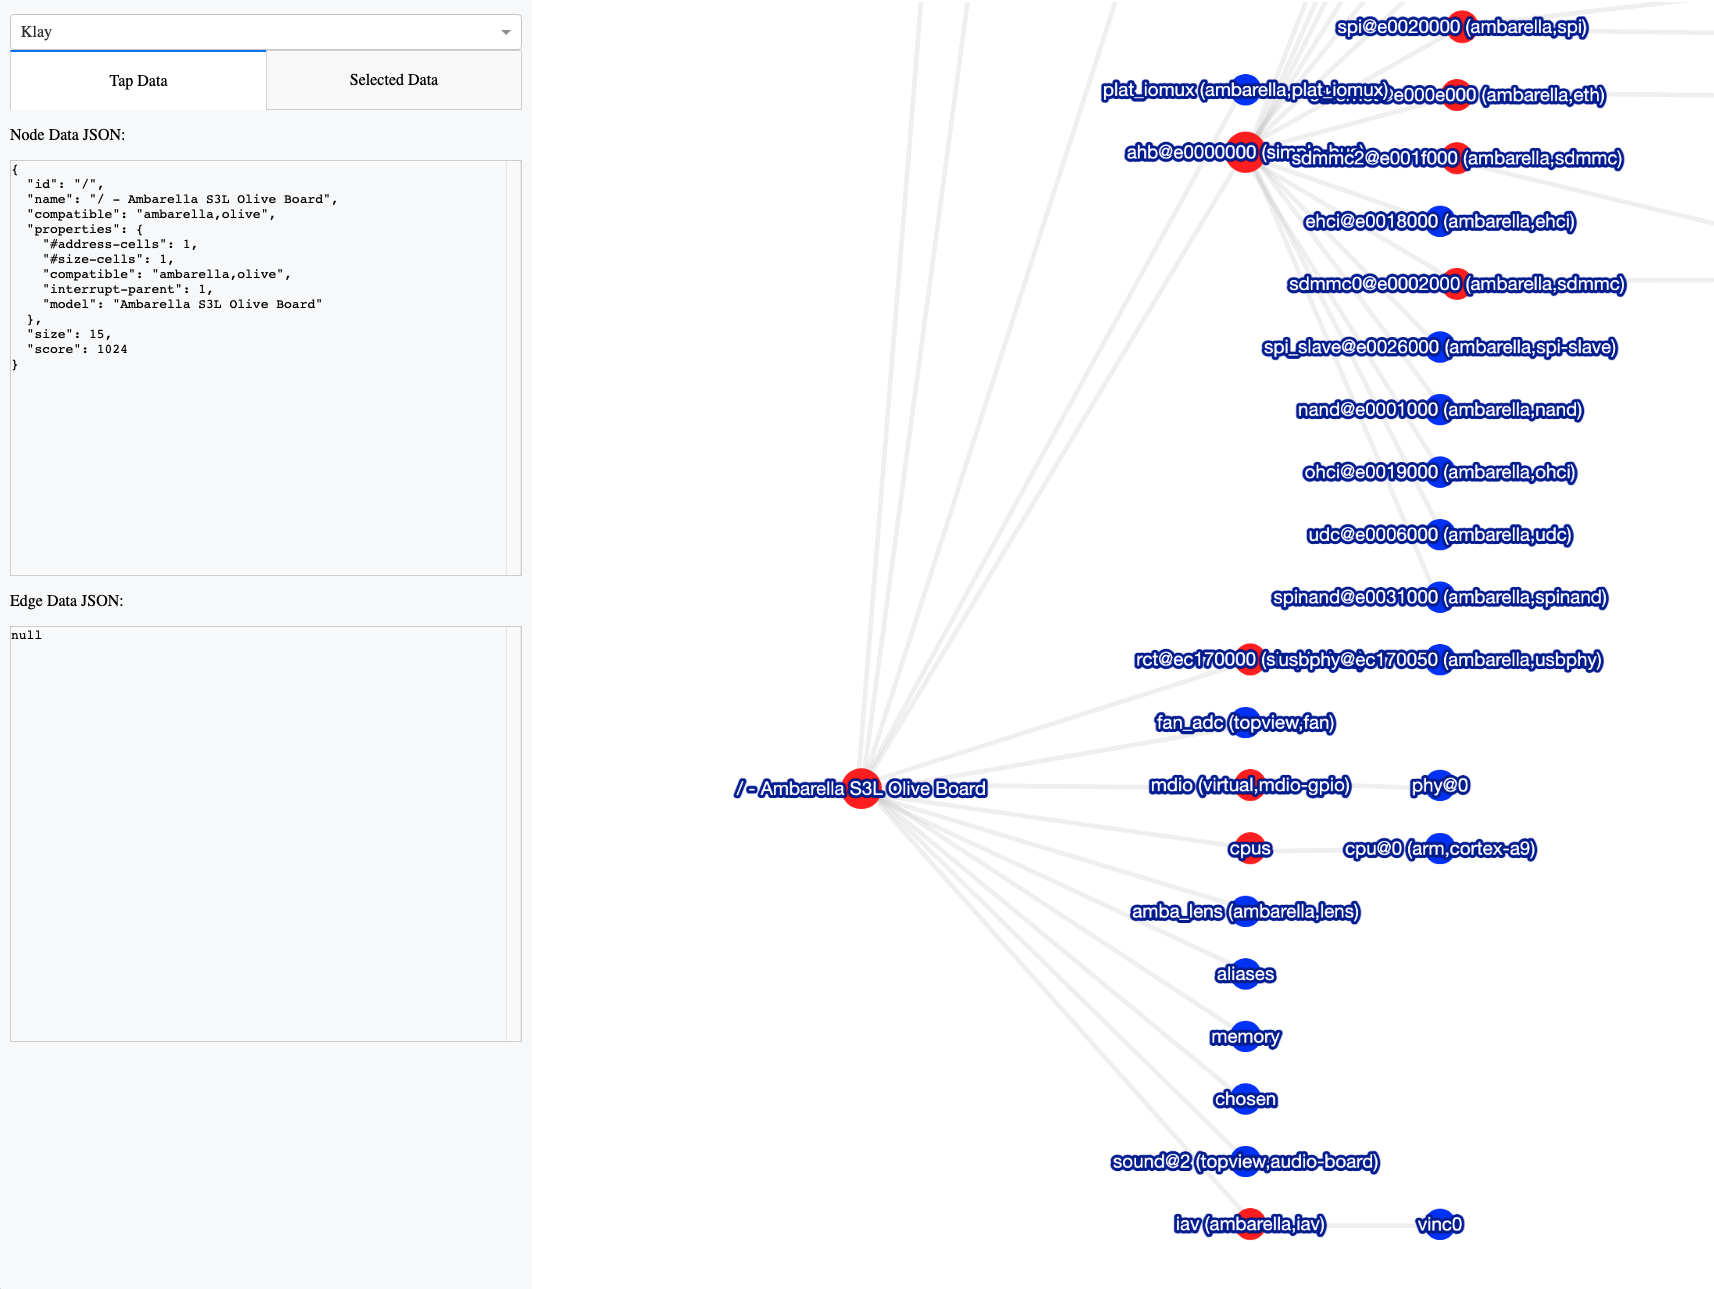 Klay
Tap Data
Selected Data
Node Data JSON:
{
"id": "/",
"name": "/ - Ambarella S3L Olive Board",
"compatible": "ambarella,olive",
"properties": {
"#address-cells": 1,
"#size-cells": 1,
"compatible": "ambarella,olive",
"interrupt-parent": 1,
"model": "Ambarella S3L Olive Board"
},
"size": 15,
"score": 1024
}
Edge Data JSON:
null
spi@e0020000 (ambarella,spi)
plat_iomux (ambarella,plat_iomux)
(ambarella,eth)
ahb@e0000000
sdmmc2@e001f000 (ambarella,sdmmc)
ehci@e0018000 (ambarella,ehci)
sdmmc0@e0002000 (ambarella,sdmmc)
spi_slave@e0026000 (ambarella,spi-slave)
nand@e0001000 (ambarella,nand)
ohci@e0019000 (ambarella,ohci)
udc@e0006000 (ambarella,udc)
spinand@e0031000 (ambarella,spinand)
rct@ec170000
usbphy@ec170050 (ambarella,usbphy)
fan_adc (topview,fan)
/ - Ambarella S3L Olive Board
mdio (virtual,mdio-gpio)
phy@0
cpus
cpu@0 (arm,cortex-a9)
amba_lens (ambarella,lens)
aliases
memory
chosen
sound@2 (topview,audio-board)
iav (ambarella,iav)
vinc0